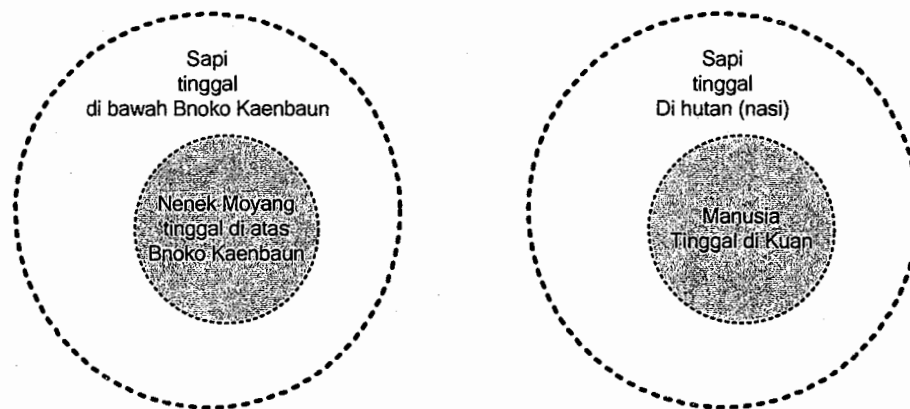 Sapi
tinggal
di bawah Bnoko Kaenbaun
Nenek Moyang
tinggal di atas
Bnoko Kaenbaun
Sapi
tinggal
Di hutan (nasi)
Manusia
Tinggal di Kuan